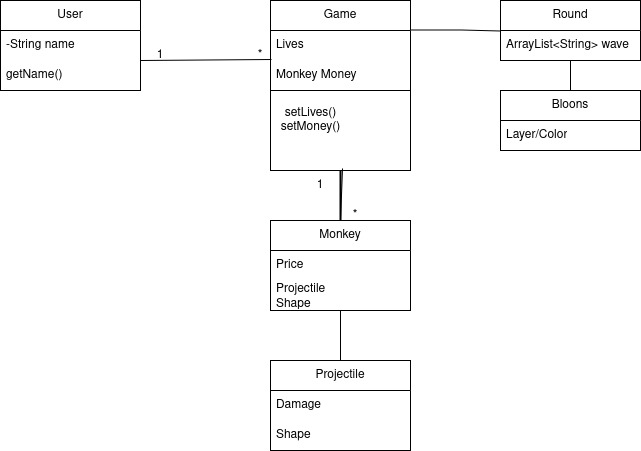 User
-String name
getName()
1
*
Game
Lives
Monkey Money
setLives()
setMoney()
Round
ArrayList<String> wave
Bloons
Layer/Color
1
*
Monkey
Price
Projectile
Shape
Projectile
Damage
Shape